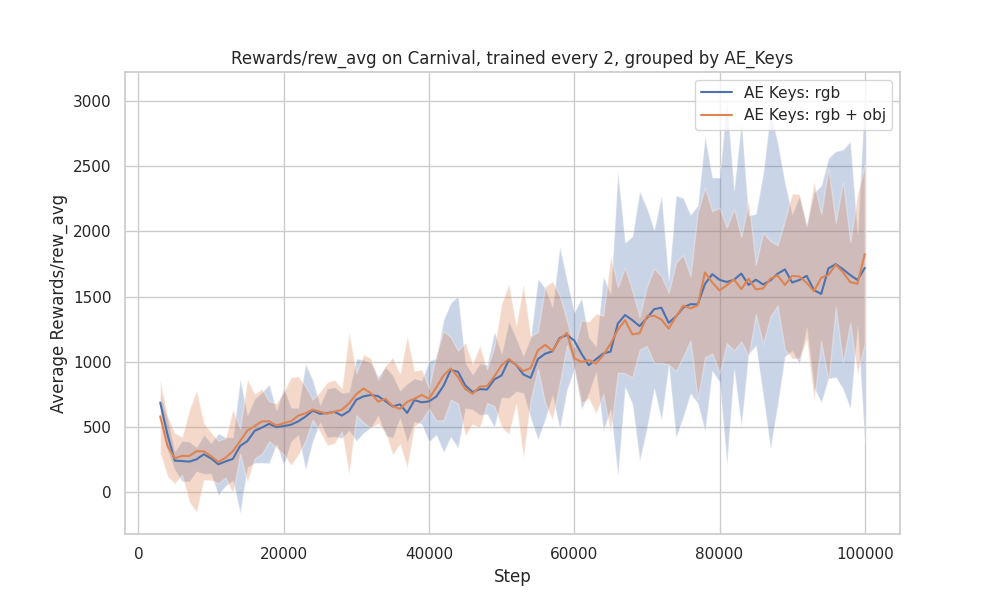 Rewards/rew_avg on Carnival, trained every 2, grouped by AE_Keys
AE Keys: rgb
AE Keys: rgb + obj
Average Rewards/rew_avg
3000
2500
2000
1500
1000
500
0
0 20000 40000 60000 80000 100000
Step